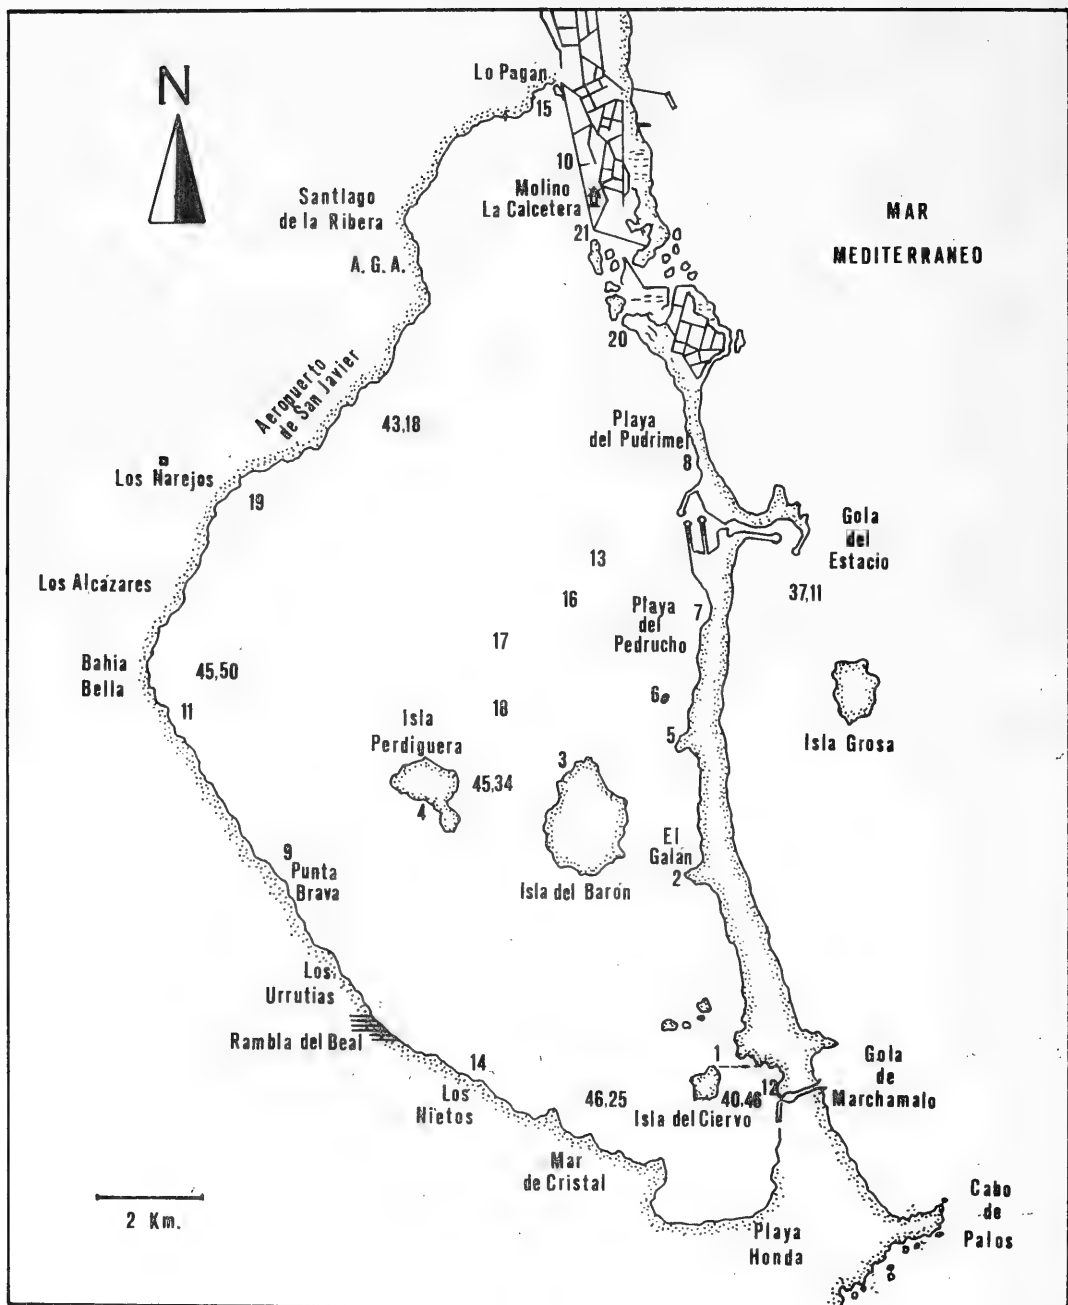 N
Lo Pagan
15
10
Molino
La Calcetera
21
Santiago
de la Ribera
A. G. A.
MAR
MEDITERRANEO
20
Aeropuerto
de San Javier
43,18
Playa
del Pudrimel
8
Los Narejos
19
Gola
del
Estacio
13
Los Alcázares
16
37,11
Playa
del
Pedrucho
7
17
Bahia
Bella
45,50
11
6
18
Isla
Perdiguera
5
Isla Grosa
3
45,34
4
El
Galán
2
9
Punta
Brava
Isla del Barón
Los
Urrutias
Rambla del Beal
1
14
Los
Nietos
46,25
40,46
12
Isla del Ciervo
Gola
de
Marchamalo
Mar
de Cristal
2 Km.
Playa
Honda
Cabo
de
Palos